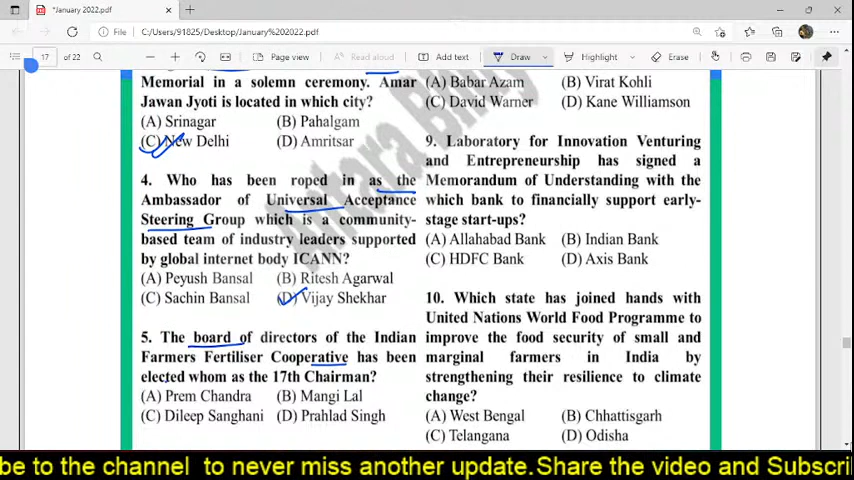 January 2022.pdf
File
C:/Users/91825/Desktop/January%202022.pdf
17 of 22
Page view
Read aloud
Add text
Draw
Highlight
Erase
Memorial in a solemn ceremony. Amar
Jawan Jyoti is located in which city?
(A) Srinagar (B) Pahalgam
(C) New Delhi (D) Amritsar
4. Who has been roped in as the
Ambassador of Universal Acceptance
Steering Group which is a community-
based team of industry leaders supported
by global internet body ICANN?
(A) Peyush Bansal (B) Ritesh Agarwal
(C) Sachin Bansal (D) Vijay Shekhar
5. The board of directors of the Indian
Farmers Fertiliser Cooperative has been
elected whom as the 17th Chairman?
(A) Prem Chandra (B) Mangi Lal
(C) Dileep Sanghani (D) Prahlad Singh
(A) Babar Azam (B) Virat Kohli
(C) David Warner (D) Kane Williamson
9. Laboratory for Innovation Venturing
and Entrepreneurship has signed a
Memorandum of Understanding with the
which bank to financially support early-
stage start-ups?
(A) Allahabad Bank (B) Indian Bank
(C) HDFC Bank (D) Axis Bank
10. Which state has joined hands with
United Nations World Food Programme to
improve the food security of small and
marginal farmers in India by
strengthening their resilience to climate
change?
(A) West Bengal (B) Chhattisgarh
(C) Telangana (D) Odisha
be to the channel to never miss another update.Share the video and Subscri